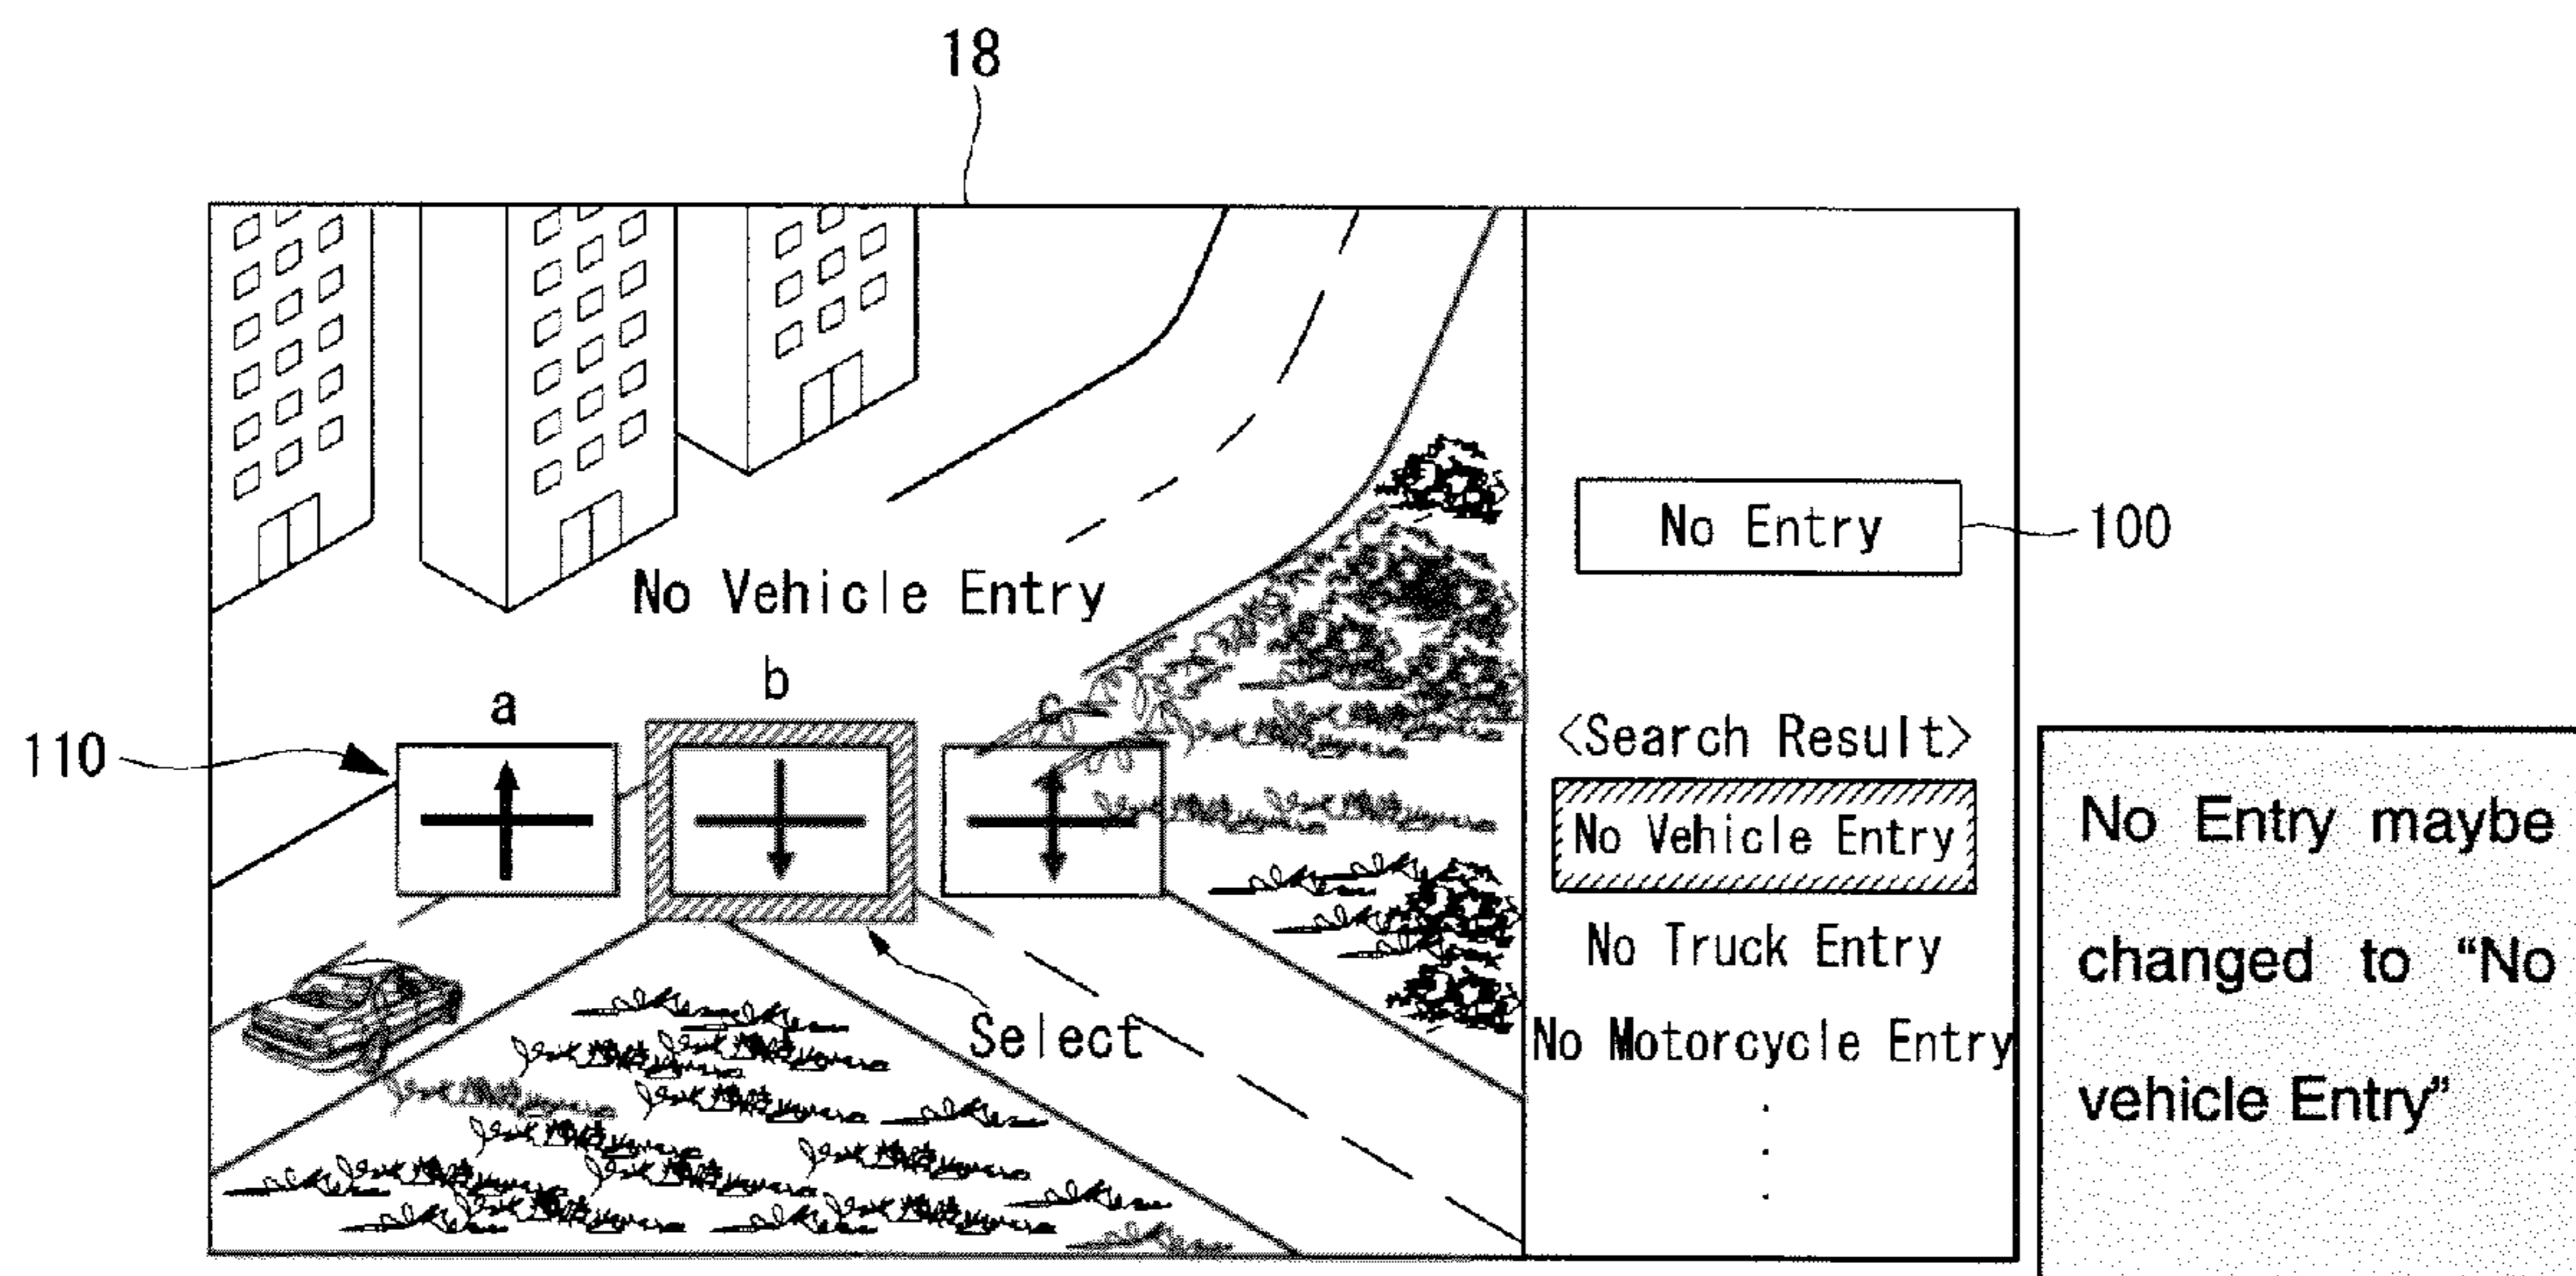 18
No Vehicle Entry
a
b
c
110
Select
No Entry
100
<Search Result>
No Vehicle Entry
No Truck Entry
No Motorcycle Entry
No Entry maybe
changed to “No
vehicle Entry”